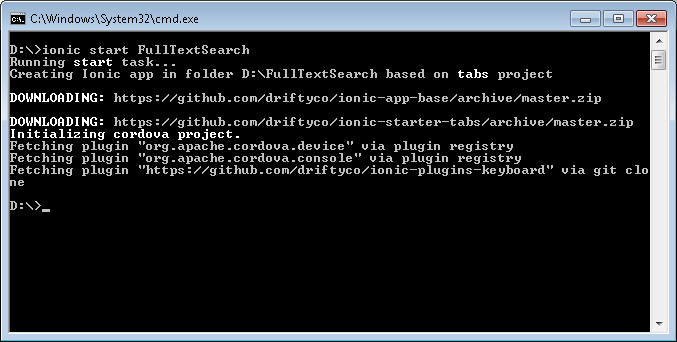 C:\Windows\System32\cmd.exe
D:\>ionic start FullTextSearch
Running start task...
Creating Ionic app in folder D:\FullTextSearch based on tabs project
DOWNLOADING: https://github.com/driftyco/ionic-app-base/archive/master.zip
DOWNLOADING: https://github.com/driftyco/ionic-starter-tabs/archive/master.zip
Initializing cordova project.
Fetching plugin "org.apache.cordova.device" via plugin registry
Fetching plugin "org.apache.cordova.console" via plugin registry
Fetching plugin "https://github.com/driftyco/ionic-plugins-keyboard" via git clo
ne
D:\>_